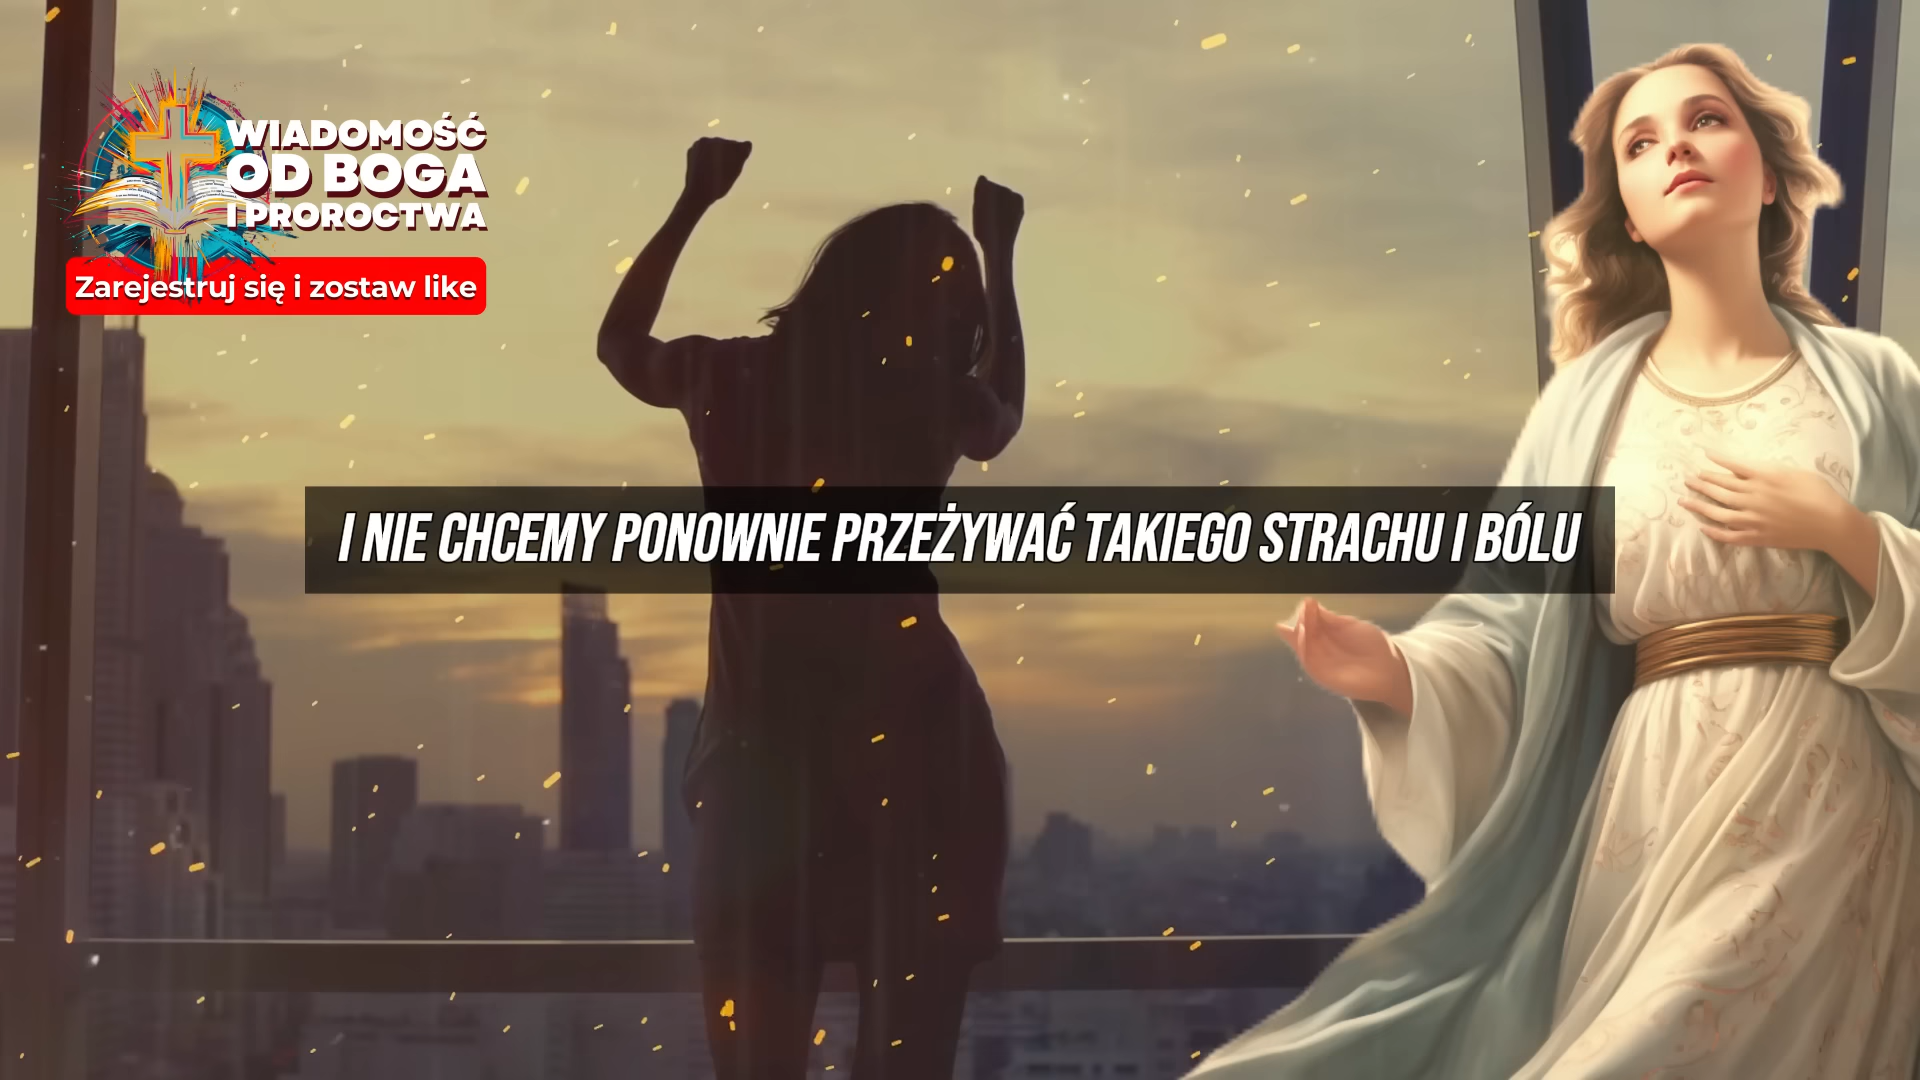 WIADOMOŚĆ
OD BOGA
I PROROCTWA
Zarejestruj się i zostaw like
I NIE CHCEMY PONOWNIE PRZEŻYWAĆ TAKIEGO STRACHU I BÓLU